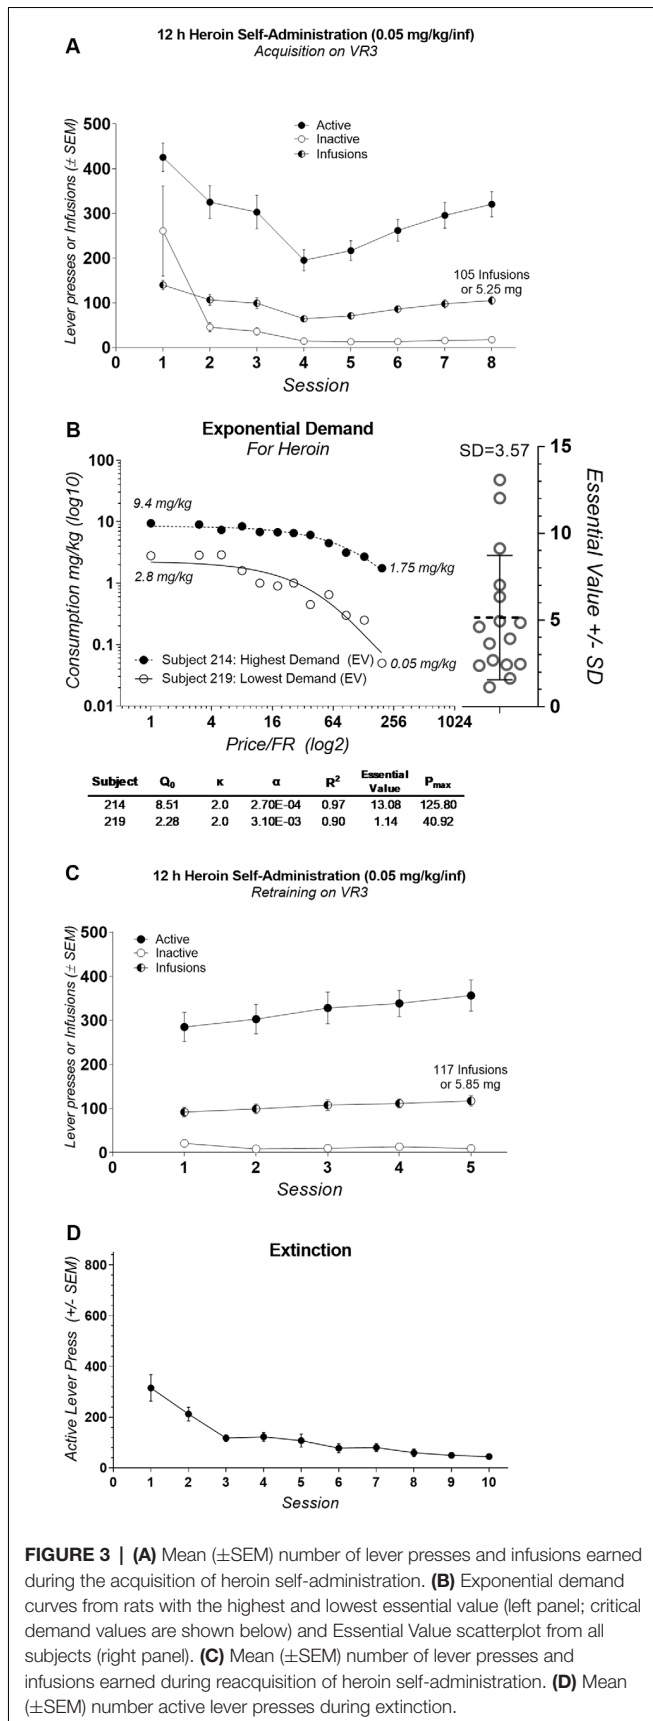 A
12 h Heroin Self-Administration (0.05 mg/kg/inf)
Acquisition on VR3
Lever presses or Infusions (± SEM)
500
400
300
200
100
0
Active
Inactive
Infusions
105 Infusions
or 5.25 mg
0 1 2 3 4 5 6 7 8
Session
B
Exponential Demand
For Heroin
Consumption mg/kg (log10)
100
10
1
0.1
0.01
9.4 mg/kg
2.8 mg/kg
1.75 mg/kg
0.05 mg/kg
Subject 214: Highest Demand (EV)
Subject 219: Lowest Demand (EV)
1 4 16 64 256 1024
Price/FR (log2)
SD=3.57
15
10
5
0
Essential Value +/- SD
Subject Q0 κ α R2 Essential Value Pmax
214 8.51 2.0 2.70E-04 0.97 13.08 125.80
219 2.28 2.0 3.10E-03 0.90 1.14 40.92
C
12 h Heroin Self-Administration (0.05 mg/kg/inf)
Retraining on VR3
Lever presses or Infusions (± SEM)
500
400
300
200
100
0
Active
Inactive
Infusions
117 Infusions
or 5.85 mg
0 1 2 3 4 5
Session
D
Extinction
Active Lever Press (+/- SEM)
800
600
400
200
0
0 1 2 3 4 5 6 7 8 9 10
Session
FIGURE 3 | (A) Mean (±SEM) number of lever presses and infusions earned
during the acquisition of heroin self-administration. (B) Exponential demand
curves from rats with the highest and lowest essential value (left panel; critical
demand values are shown below) and Essential Value scatterplot from all
subjects (right panel). (C) Mean (±SEM) number of lever presses and
infusions earned during reacquisition of heroin self-administration. (D) Mean
(±SEM) number active lever presses during extinction.